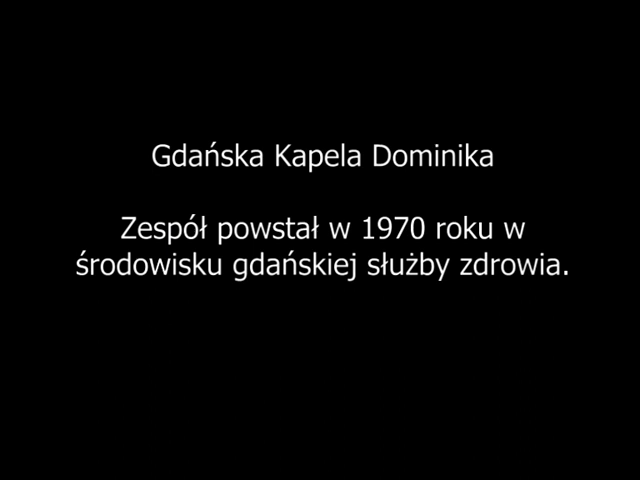 Gdańska Kapela Dominika
Zespół powstał w 1970 roku w
środowisku gdańskiej służby zdrowia.